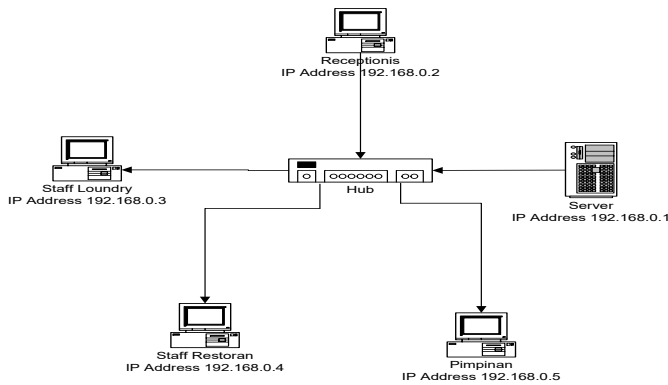 Receptionis
IP Address 192.168.0.2
Staff Loundry
IP Address 192.168.0.3
Hub
Server
IP Address 192.168.0.1
Staff Restoran
IP Address 192.168.0.4
Pimpinan
IP Address 192.168.0.5